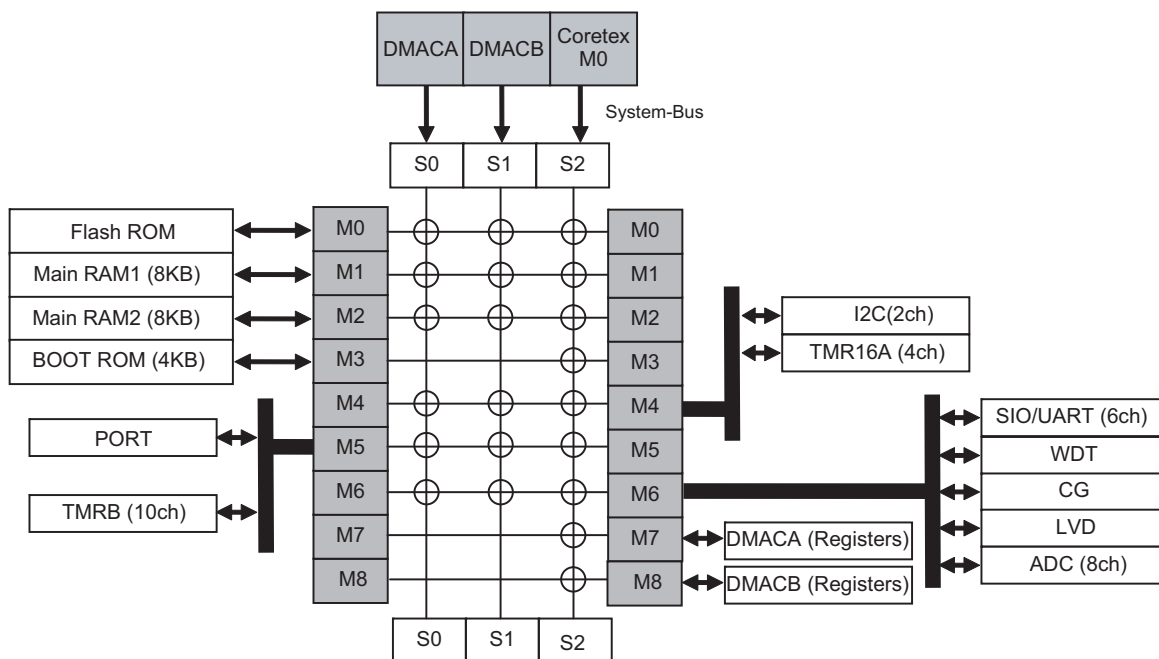 DMACA
DMACB
Coretex
M0
System-Bus
S0
S1
S2
Flash ROM
Main RAM1 (8KB)
Main RAM2 (8KB)
BOOT ROM (4KB)
PORT
TMRB (10ch)
M0
M1
M2
M3
M4
M5
M6
M7
M8
M0
M1
M2
M3
M4
M5
M6
M7
M8
I2C(2ch)
TMR16A (4ch)
SIO/UART (6ch)
WDT
CG
LVD
ADC (8ch)
DMACA (Registers)
DMACB (Registers)
S0
S1
S2